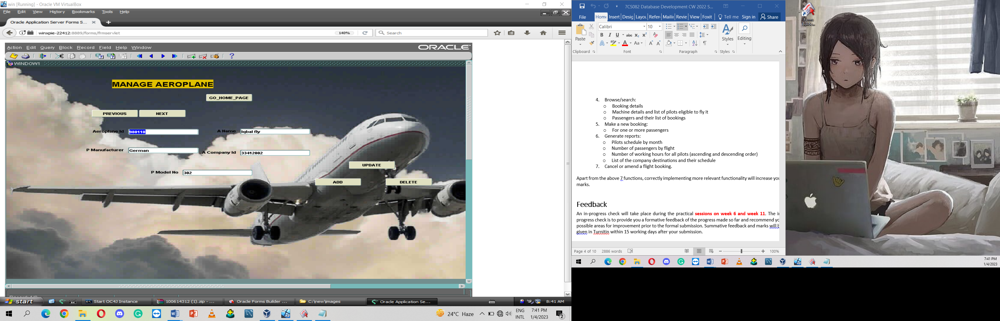 win [Running] - Oracle VM VirtualBox
File Edit View History Bookmarks Tools Help
Oracle Application Server Forms S...
winxpie-22412:8889/forms/frmservlet
140%
Search
Action Edit Query Block Record Field Help Window
ORACLE
WINDOW1
MANAGE AEROPLANE
GO_HOME_PAGE
PREVIOUS NEXT
Aeroplane Id 980110 A Name Iqbal fly
P Manufacturer German A Company Id 33412802
P Model No 302
UPDATE
ADD DELETE
start
Start OC4J Instance
100614312 (1).zip - ...
Oracle Forms Builder ...
C:\new\images
Oracle Application Se...
8:41 AM
24°C Haze
ENG
INTL
7:41 PM
1/4/2023
2
7CS082 Database Development CW 2022 S...
File Home Insert Desig Layou Refer Mailin Revie View Foxit Tell me Sign in Share
Paste
Calibri 10
B I U abc x₂ x²
Aa
Styles
Editing
Clipboard Font Paragraph Styles
4. Browse/search:
o Booking details
o Machine details and list of pilots eligible to fly it
o Passengers and their list of bookings
5. Make a new booking:
o For one or more passengers
6. Generate reports:
o Pilots schedule by month
o Number of passengers by flight
o Number of working hours for all pilots (ascending and descending order)
o List of the company destinations and their schedule
7. Cancel or amend a flight booking.
Apart from the above 7 functions, correctly implementing more relevant functionality will increase you
marks.
Feedback
An in-progress check will take place during the practical sessions on week 6 and week 11. The in
progress check is to provide you a formative feedback of the progress made so far and recommend yo
possible areas for improvement prior to the formal submission. Summative feedback and marks will b
given in Turnitin within 15 working days after your submission.
Page 4 of 10 2886 words
100%
Forms
Builde...
7:41 PM
1/4/2023